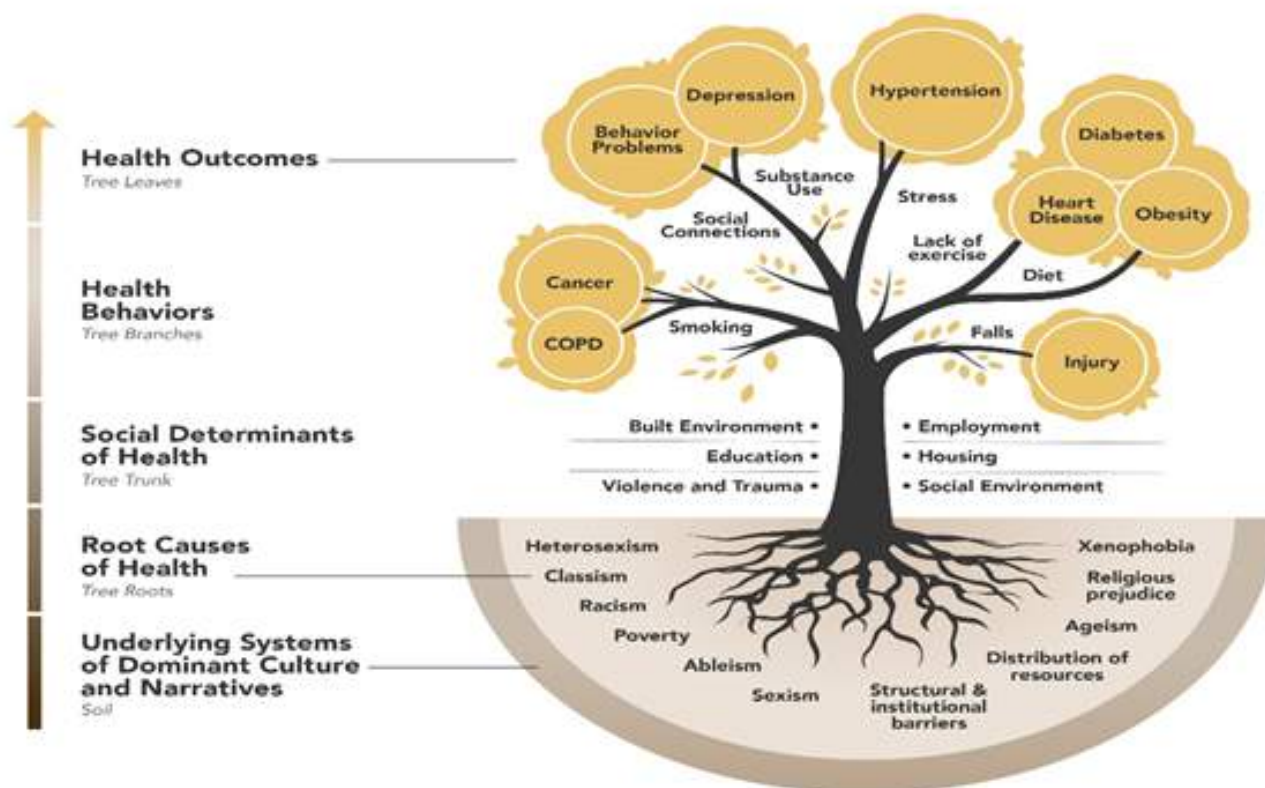 Health Outcomes
Tree Leaves
Health
Behaviors
Tree Branches
Social Determinants
of Health
Tree Trunk
Root Causes
of Health
Tree Roots
Underlying Systems
of Dominant Culture
and Narratives
Soil
Depression
Behavior
Problems
Hypertension
Diabetes
Heart
Disease
Obesity
Substance
Use
Social
Connections
Stress
Lack of
exercise
Diet
Cancer
COPD
Smoking
Falls
Injury
Built Environment •
Education •
Violence and Trauma •
• Employment
• Housing
• Social Environment
Heterosexism
Classism
Racism
Poverty
Ableism
Sexism
Structural &
institutional
barriers
Distribution of
resources
Ageism
Religious
prejudice
Xenophobia